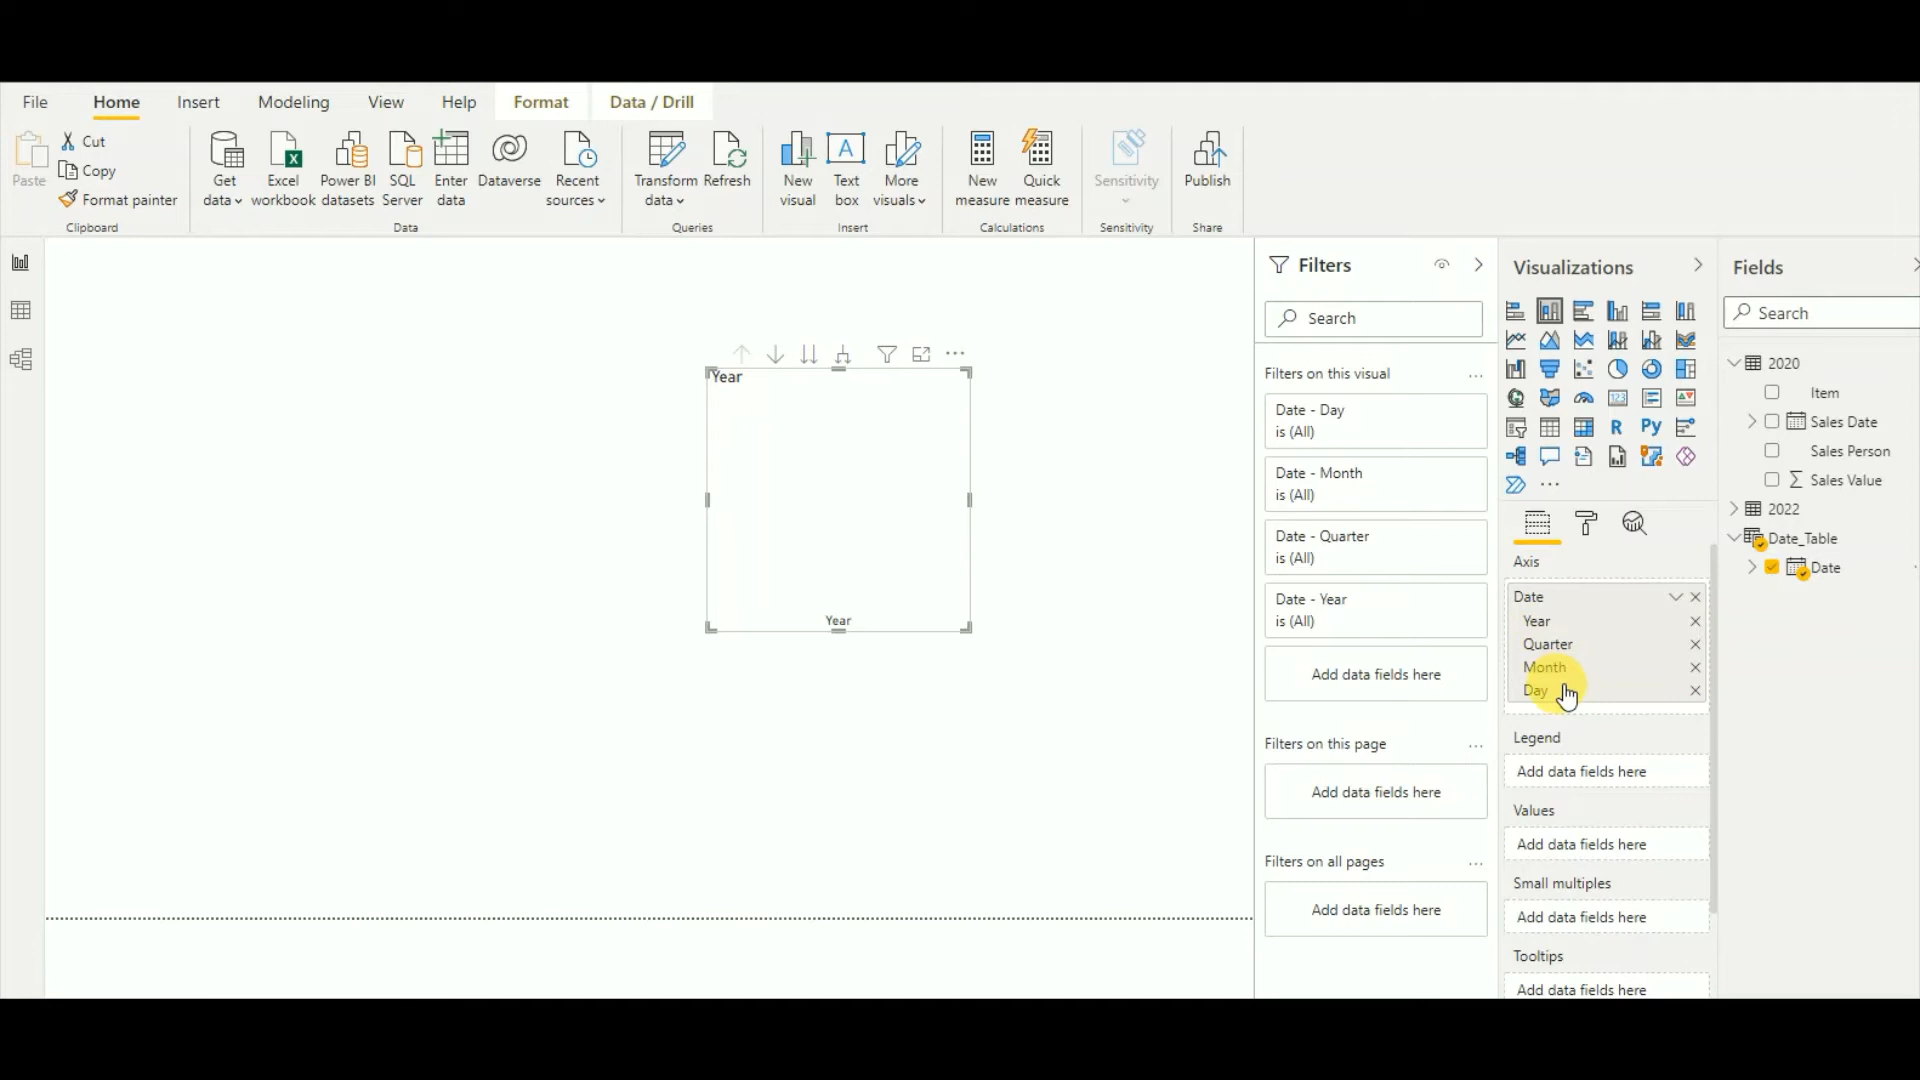 File Home Insert Modeling View Help Format Data / Drill
Paste
Cut
Copy
Format painter
Clipboard
Get data
Excel workbook
Power BI datasets
SQL Server
Enter data
Dataverse
Recent sources
Data
Transform data
Refresh
Queries
New visual
Text box
More visuals
Insert
New measure
Quick measure
Calculations
Sensitivity
Sensitivity
Publish
Share
Year
Year
Filters
Search
Filters on this visual
Date - Day
is (All)
Date - Month
is (All)
Date - Quarter
is (All)
Date - Year
is (All)
Add data fields here
Filters on this page
Add data fields here
Filters on all pages
Add data fields here
Visualizations
123
R
Py
Axis
Date
Year
Quarter
Month
Day
Legend
Add data fields here
Values
Add data fields here
Small multiples
Add data fields here
Tooltips
Add data fields here
Fields
Search
2020
Item
Sales Date
Sales Person
Σ Sales Value
2022
Date_Table
Date